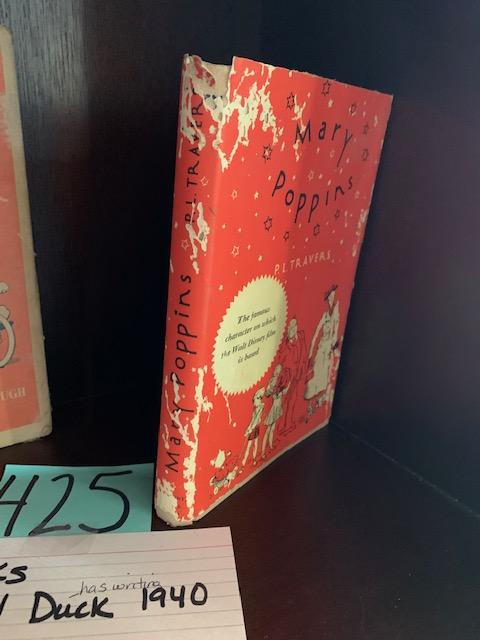 Mary Poppins P.L.TRAVERS
Mary
Poppins
P.L.TRAVERS
The famous
character on which
the Walt Disney film
is based
UGH
425
has writing
Duck 1940